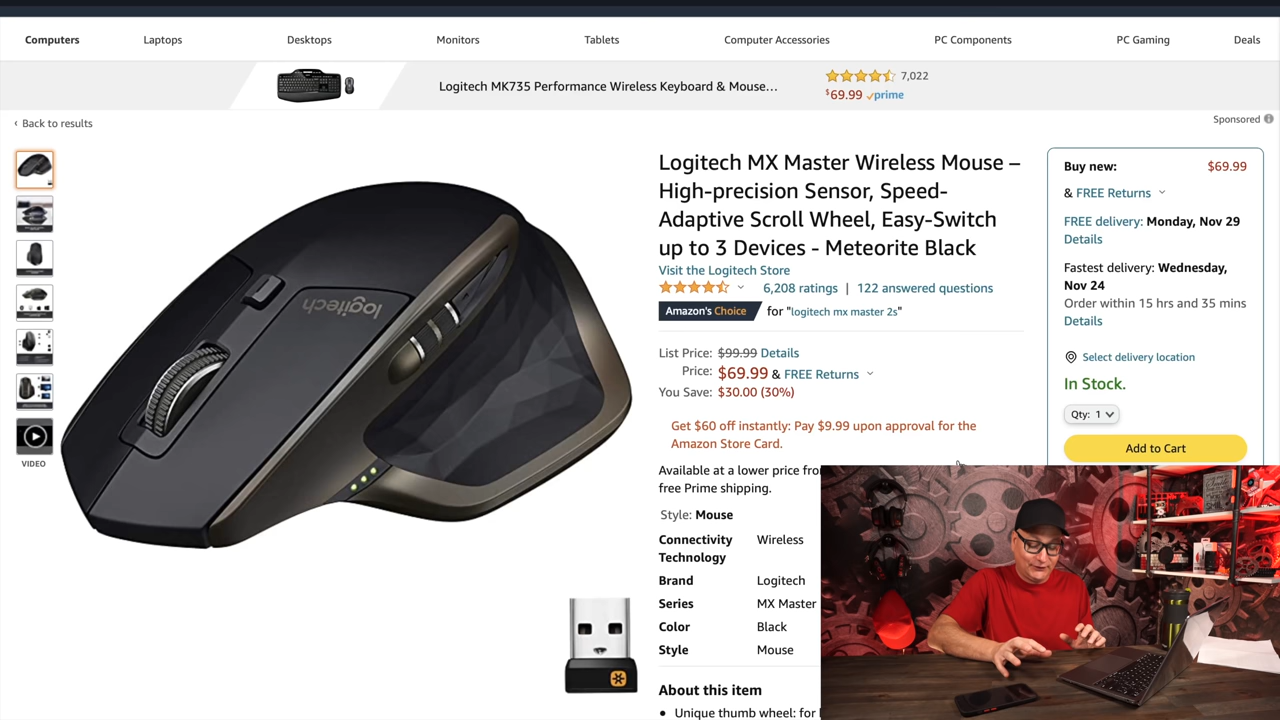 Computers
Laptops
Desktops
Monitors
Tablets
Computer Accessories
PC Components
PC Gaming
Deals
Logitech MK735 Performance Wireless Keyboard & Mouse…
7,022
$69.99 prime
‹ Back to results
Sponsored
Logitech MX Master Wireless Mouse –
High-precision Sensor, Speed-
Adaptive Scroll Wheel, Easy-Switch
up to 3 Devices - Meteorite Black
Visit the Logitech Store
6,208 ratings | 122 answered questions
Amazon's Choice for "logitech mx master 2s"
List Price: $99.99 Details
Price: $69.99 & FREE Returns
You Save: $30.00 (30%)
Get $60 off instantly: Pay $9.99 upon approval for the
Amazon Store Card.
Available at a lower price from
free Prime shipping.
Style: Mouse
Connectivity Wireless
Technology
Brand Logitech
Series MX Master
Color Black
Style Mouse
About this item
• Unique thumb wheel: for
Buy new: $69.99
& FREE Returns
FREE delivery: Monday, Nov 29
Details
Fastest delivery: Wednesday,
Nov 24
Order within 15 hrs and 35 mins
Details
Select delivery location
In Stock.
Qty: 1
Add to Cart
VIDEO
logitech